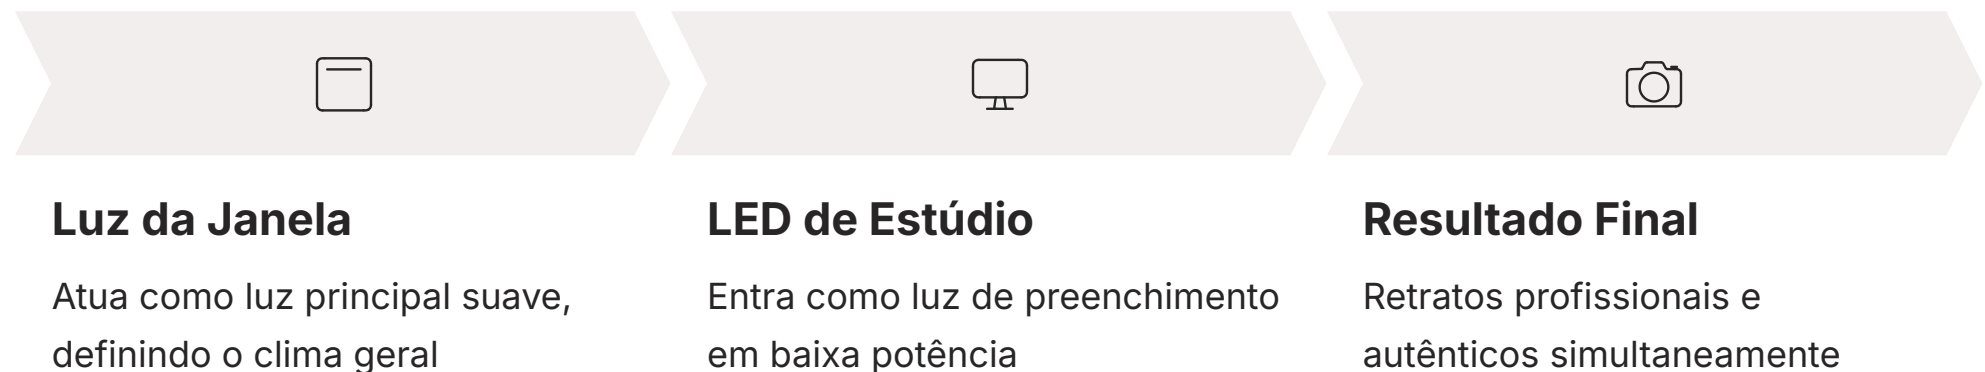 Luz da Janela
Atua como luz principal suave,
definindo o clima geral
LED de Estúdio
Entra como luz de preenchimento
em baixa potência
Resultado Final
Retratos profissionais e
autênticos simultaneamente